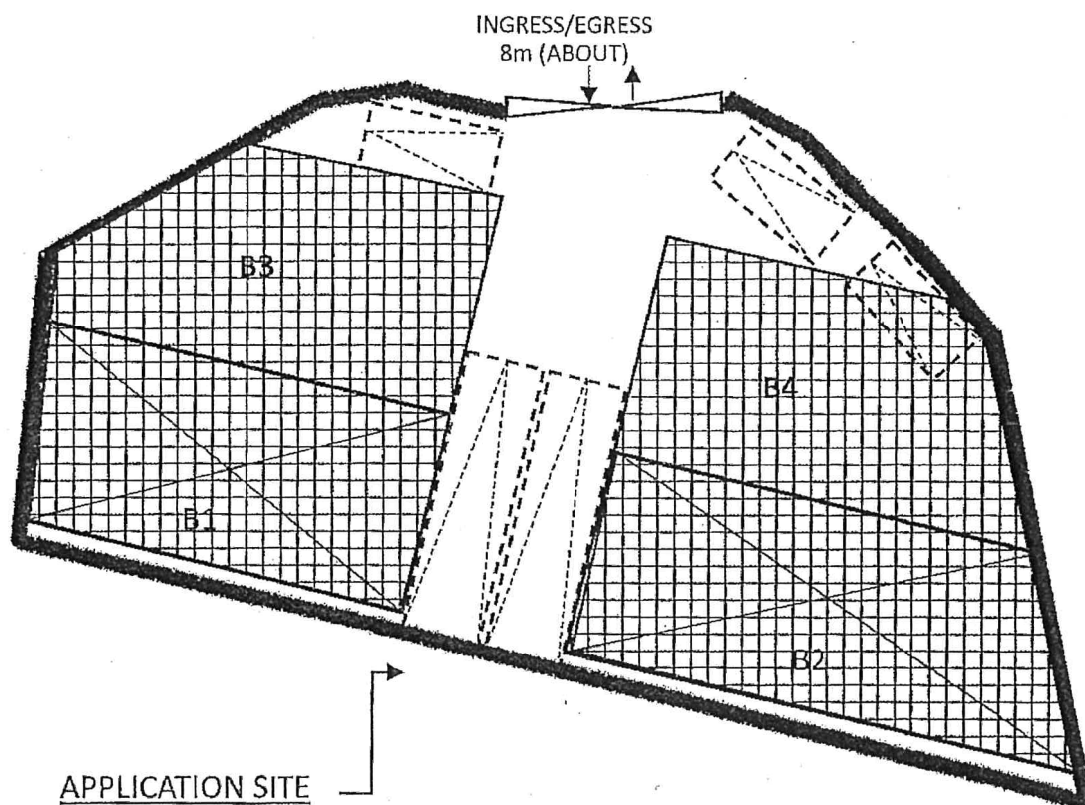 INGRESS/EGRESS
8m (ABOUT)
B3
B4
B1
B2
APPLICATION SITE